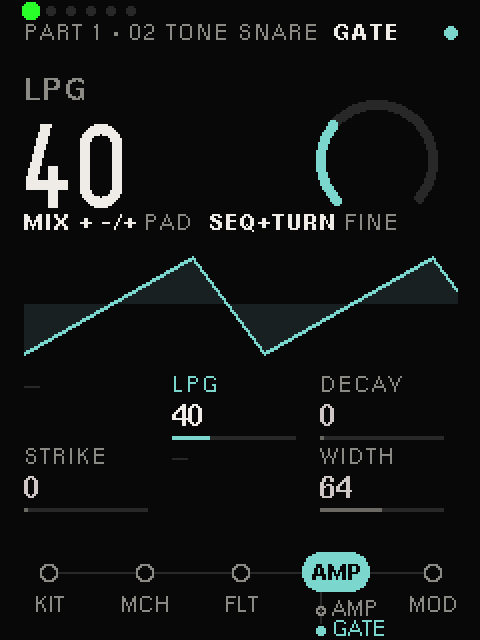 PART 1 · 02 TONE SNARE GATE
LPG
40
MIX + -/+ PAD SEQ+TURN FINE
— LPG DECAY
40 0
STRIKE — WIDTH
0 64
AMP
KIT MCH FLT AMP MOD
GATE